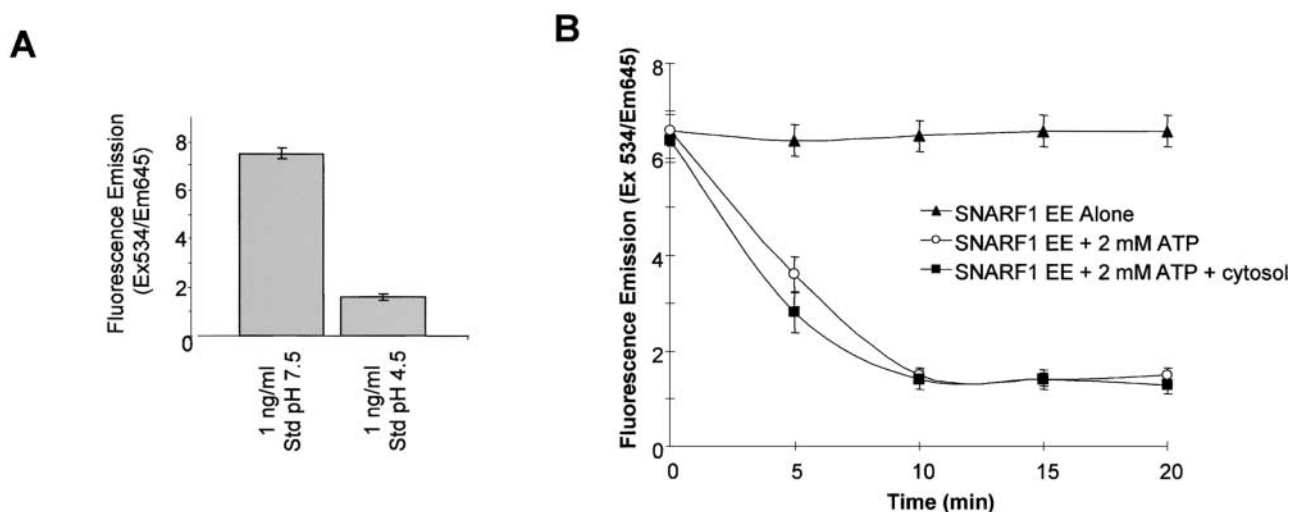 A
Fluorescence Emission
(Ex534/Em645)
8
6
4
2
0
1 ng/ml
Std pH 7.5
1 ng/ml
Std pH 4.5
B
Fluorescence Emission (Ex 534/Em645)
8
6
4
2
0
SNARF1 EE Alone
SNARF1 EE + 2 mM ATP
SNARF1 EE + 2 mM ATP + cytosol
0 5 10 15 20
Time (min)